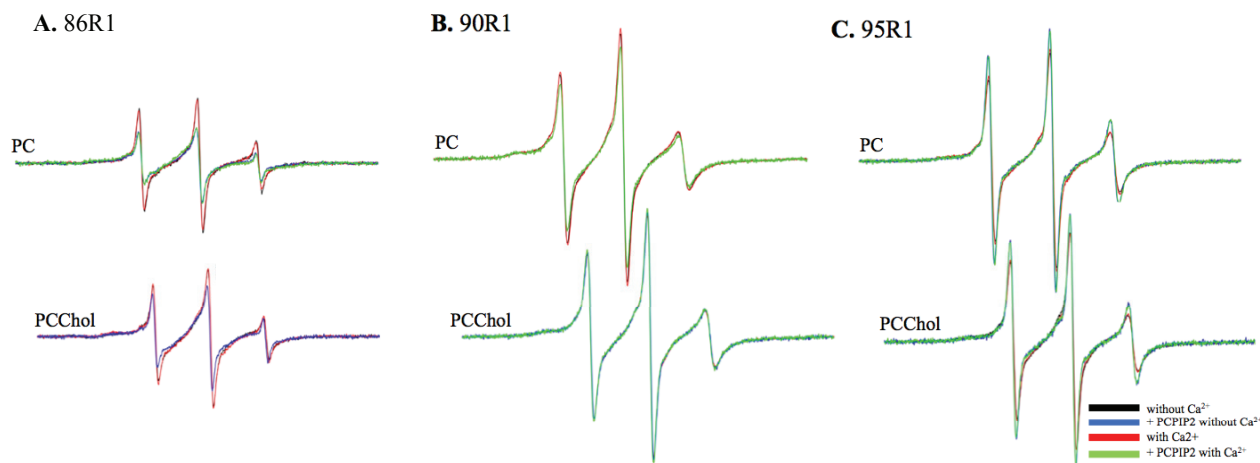 A. 86R1
B. 90R1
C. 95R1
PC
PC
PC
PCChol
PCChol
PCChol
without Ca²⁺
+ PCPIP2 without Ca²⁺
with Ca2+
+ PCPIP2 with Ca²⁺